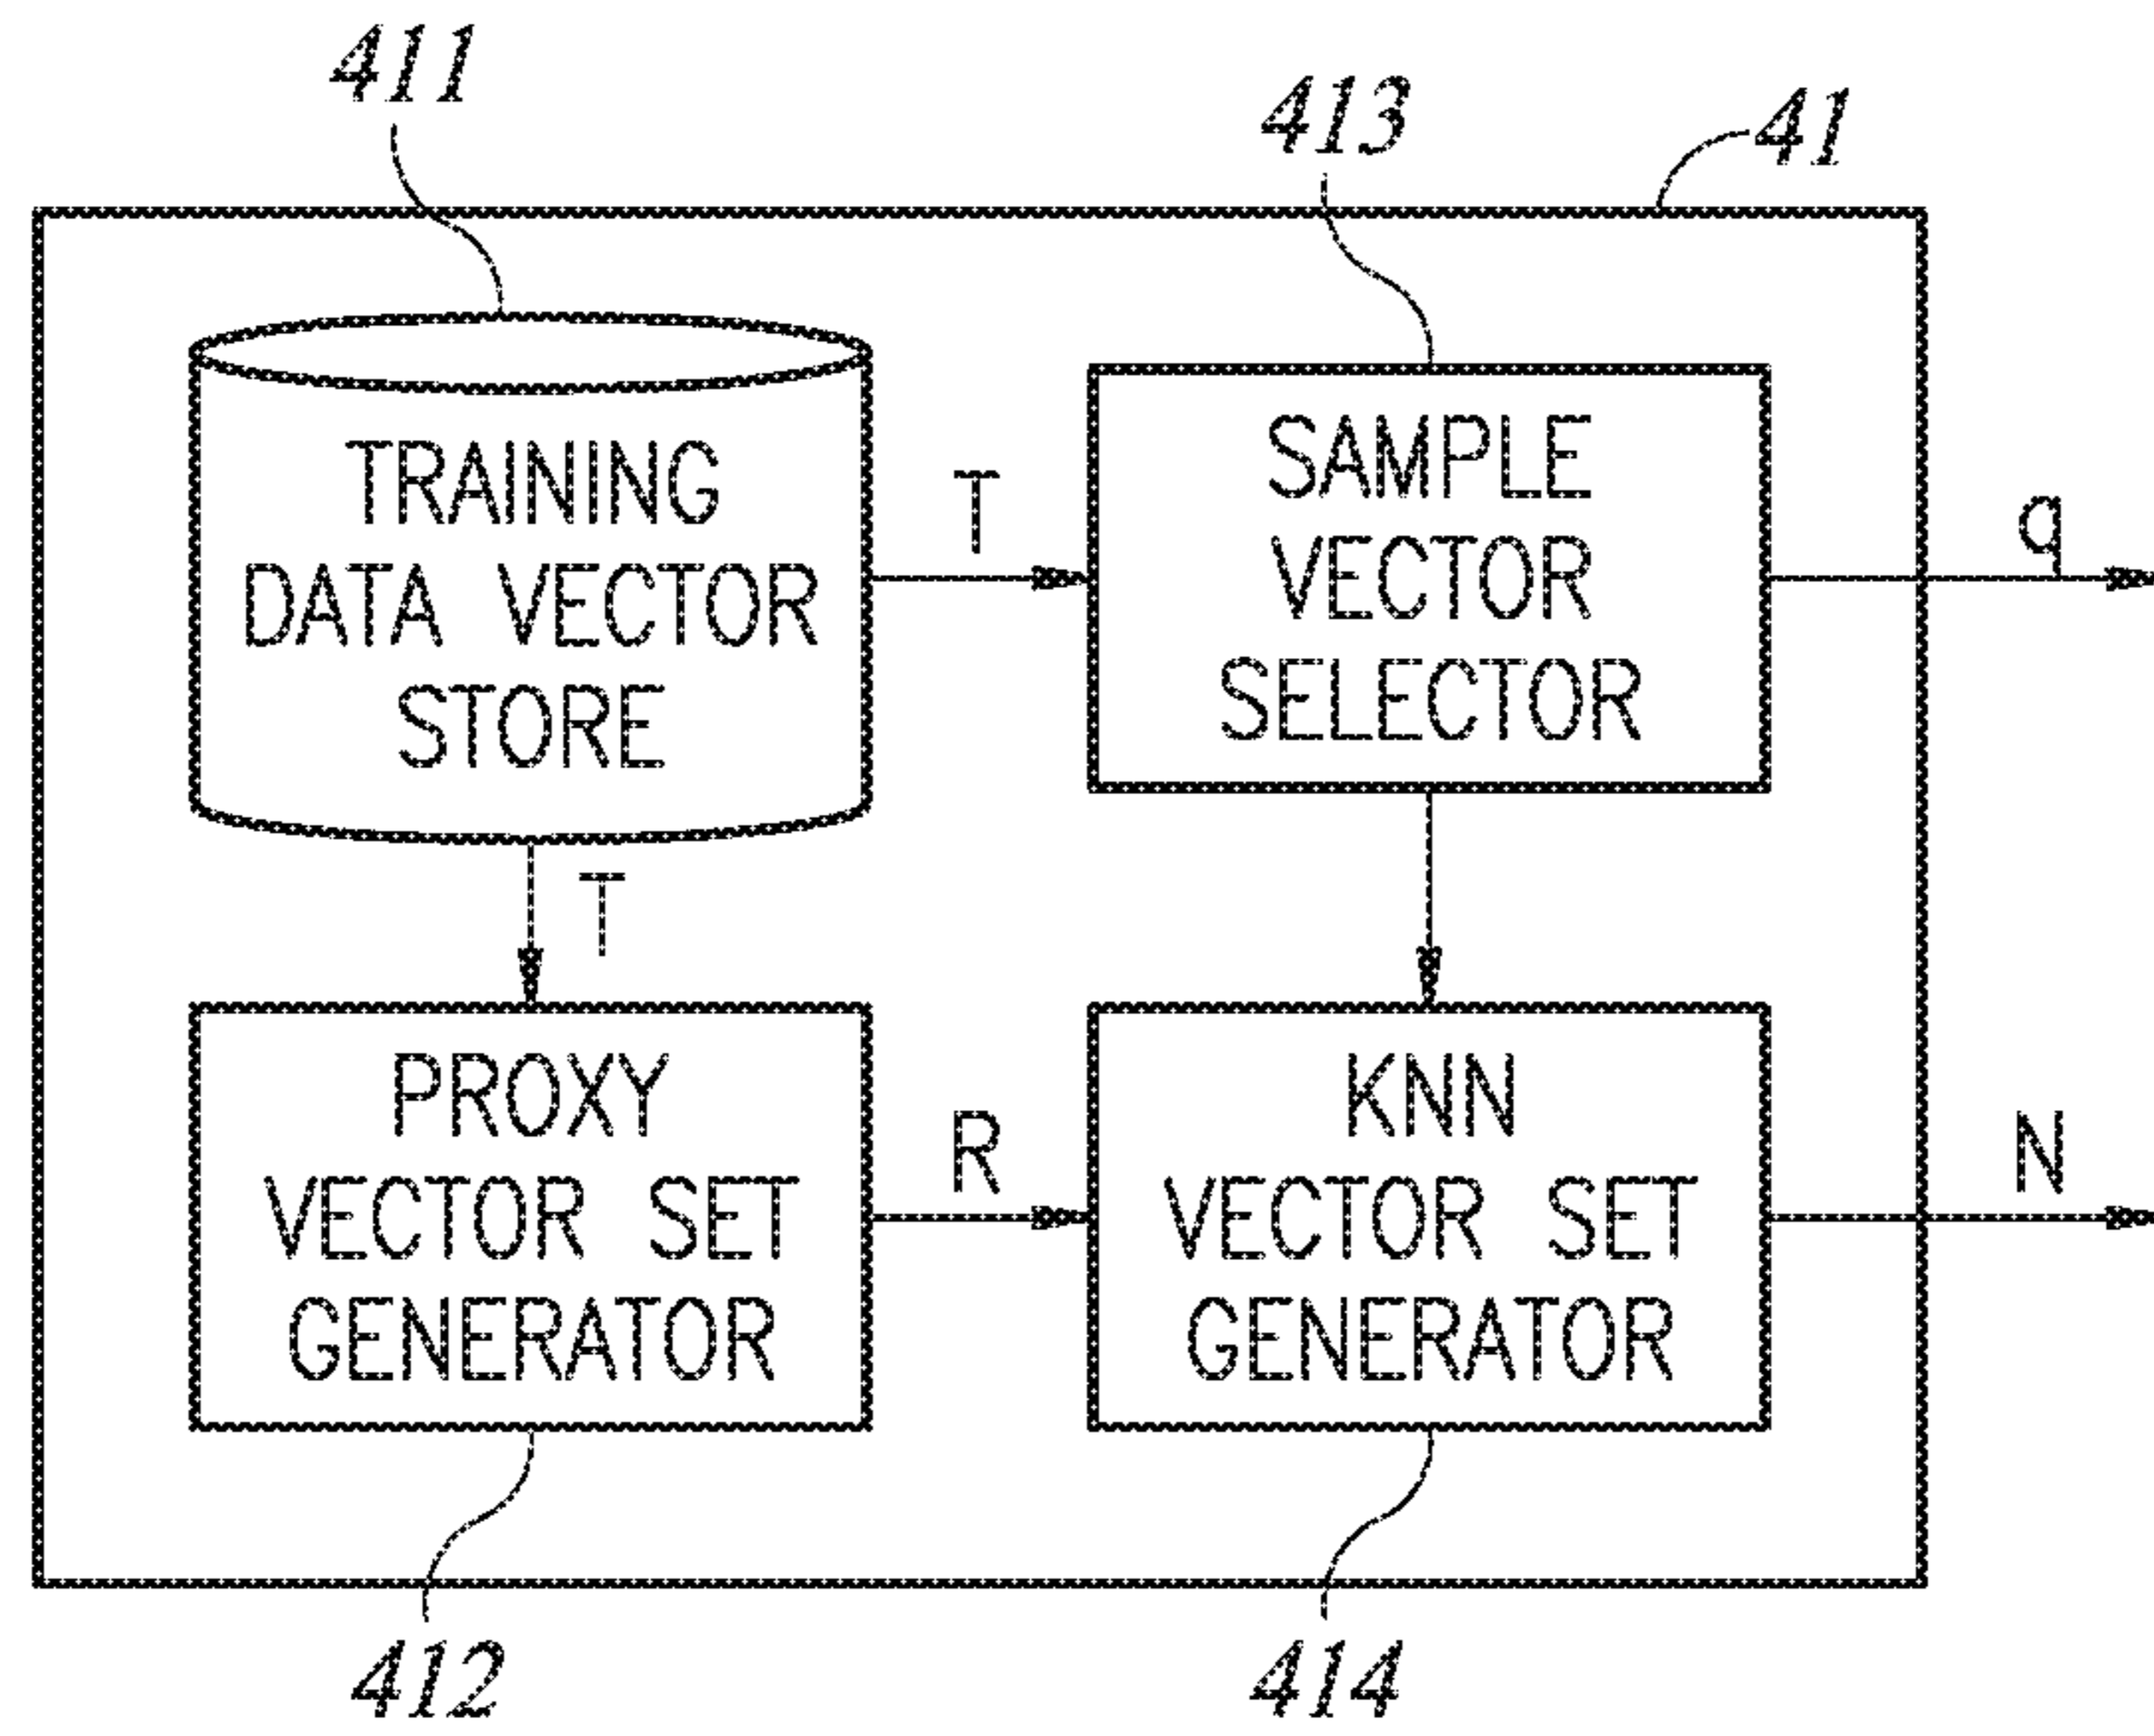 411
413
41
TRAINING
DATA VECTOR
STORE
T
SAMPLE
VECTOR
SELECTOR
q
T
PROXY
VECTOR SET
GENERATOR
R
KNN
VECTOR SET
GENERATOR
N
412
414